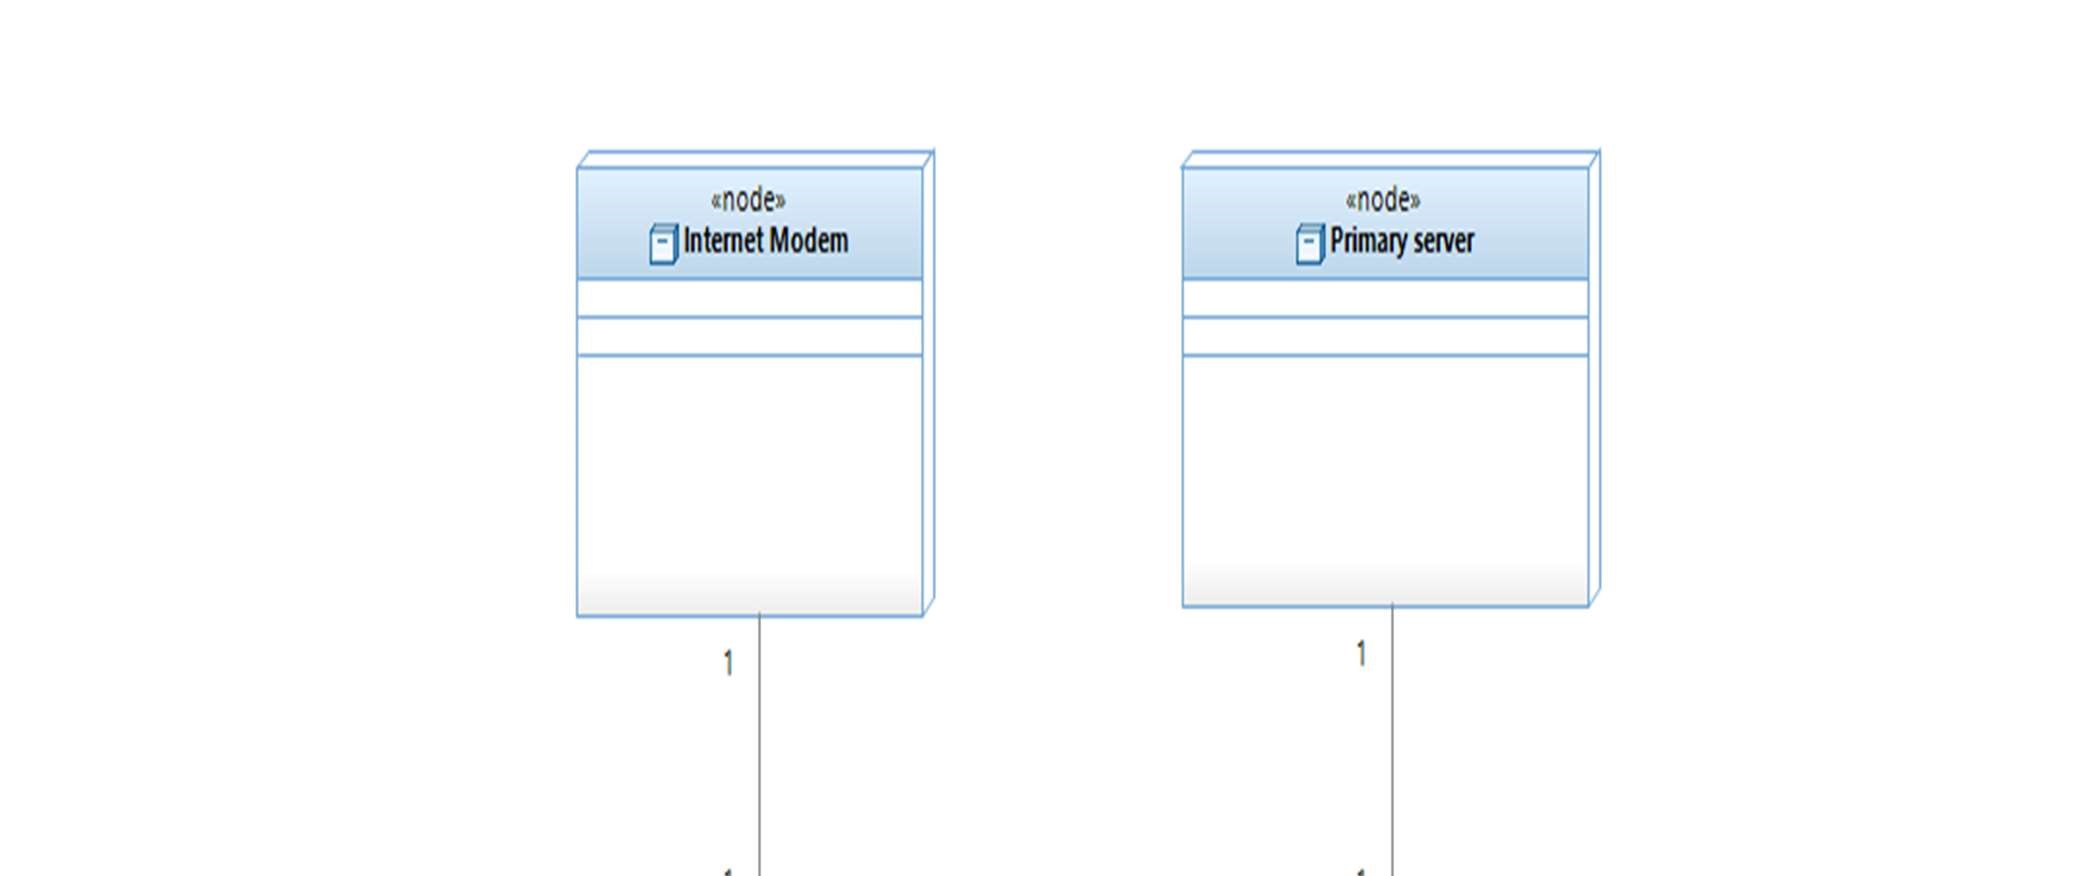 «node»
Internet Modem
«node»
Primary server
1
1